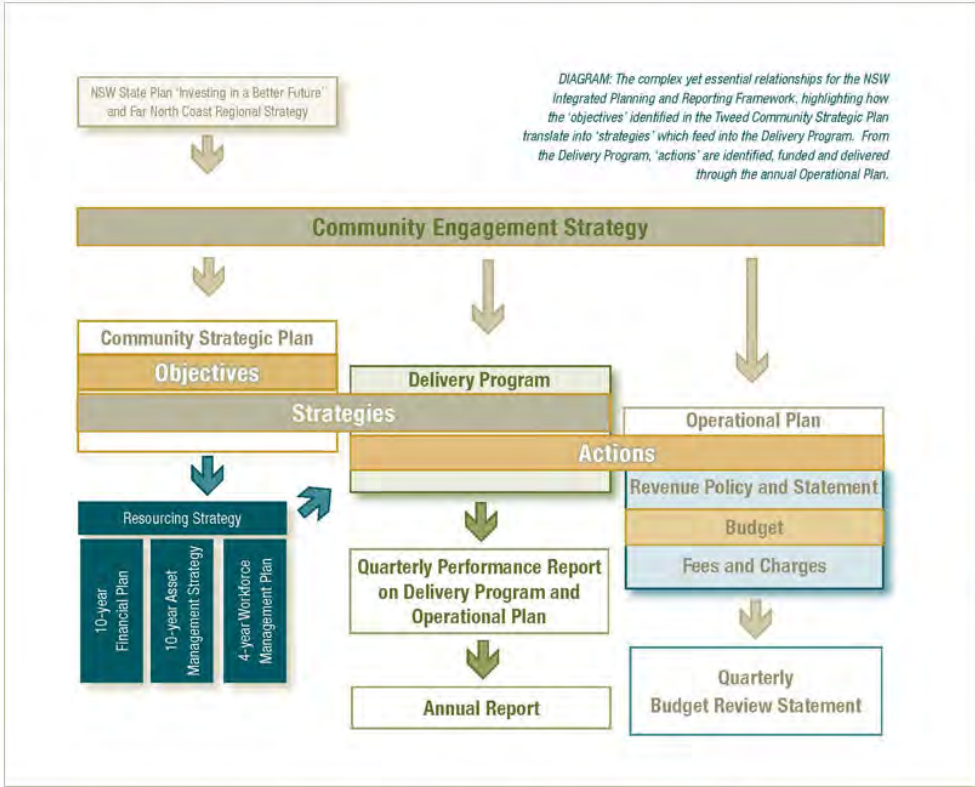 NSW State Plan 'Investing in a Better Future'
and Far North Coast Regional Strategy
DIAGRAM: The complex yet essential relationships for the NSW
Integrated Planning and Reporting Framework, highlighting how
the 'objectives' identified in the Tweed Community Strategic Plan
translate into 'strategies' which feed into the Delivery Program. From
the Delivery Program, 'actions' are identified, funded and delivered
through the annual Operational Plan.
Community Engagement Strategy
Community Strategic Plan
Objectives
Delivery Program
Strategies
Operational Plan
Actions
Revenue Policy and Statement
Budget
Fees and Charges
Resourcing Strategy
10-year
Financial Plan
10-year Asset
Management Strategy
4-year Workforce
Management Plan
Quarterly Performance Report
on Delivery Program and
Operational Plan
Annual Report
Quarterly
Budget Review Statement